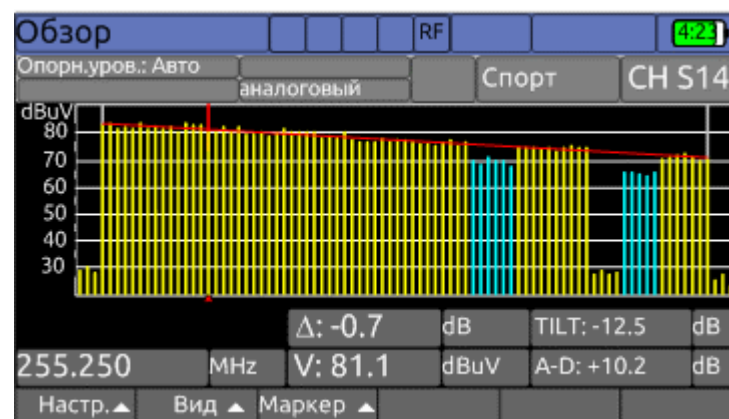 Обзор RF 4:23
Опорн.уров.: Авто
аналоговый Спорт CH S14
dBuV
80
70
60
50
40
30
Δ: -0.7 dB TILT: -12.5 dB
255.250 MHz V: 81.1 dBuV A-D: +10.2 dB
Настр. Вид Маркер